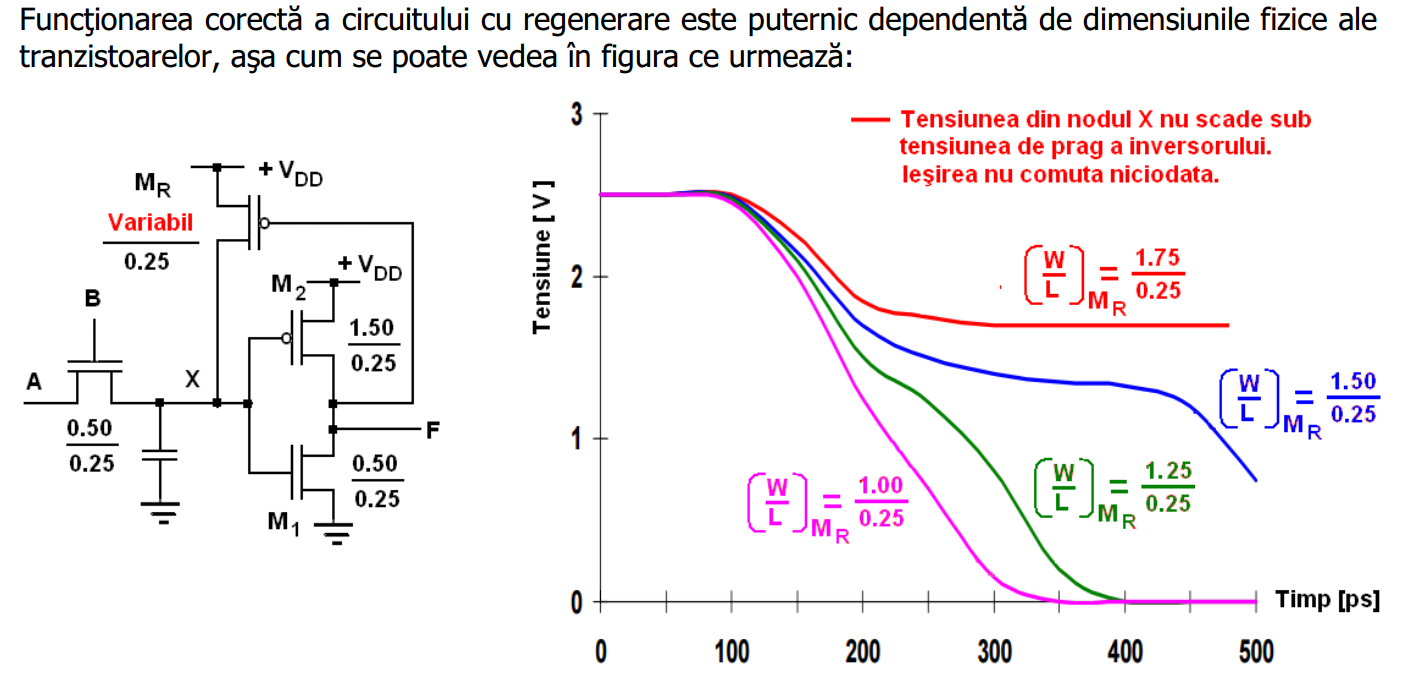 Funcţionarea corectă a circuitului cu regenerare este puternic dependentă de dimensiunile fizice ale
tranzistoarelor, aşa cum se poate vedea în figura ce urmează:
MR
Variabil
0.25
+ VDD
M2
+ VDD
1.50
0.25
B
A
X
0.50
0.25
F
0.50
0.25
M1
Tensiune [ V ]
3
2
1
0
Tensiunea din nodul X nu scade sub
tensiunea de prag a inversorului.
Ieşirea nu comuta niciodata.
(W/L)MR = 1.75/0.25
(W/L)MR = 1.50/0.25
(W/L)MR = 1.25/0.25
(W/L)MR = 1.00/0.25
Timp [ps]
0 100 200 300 400 500